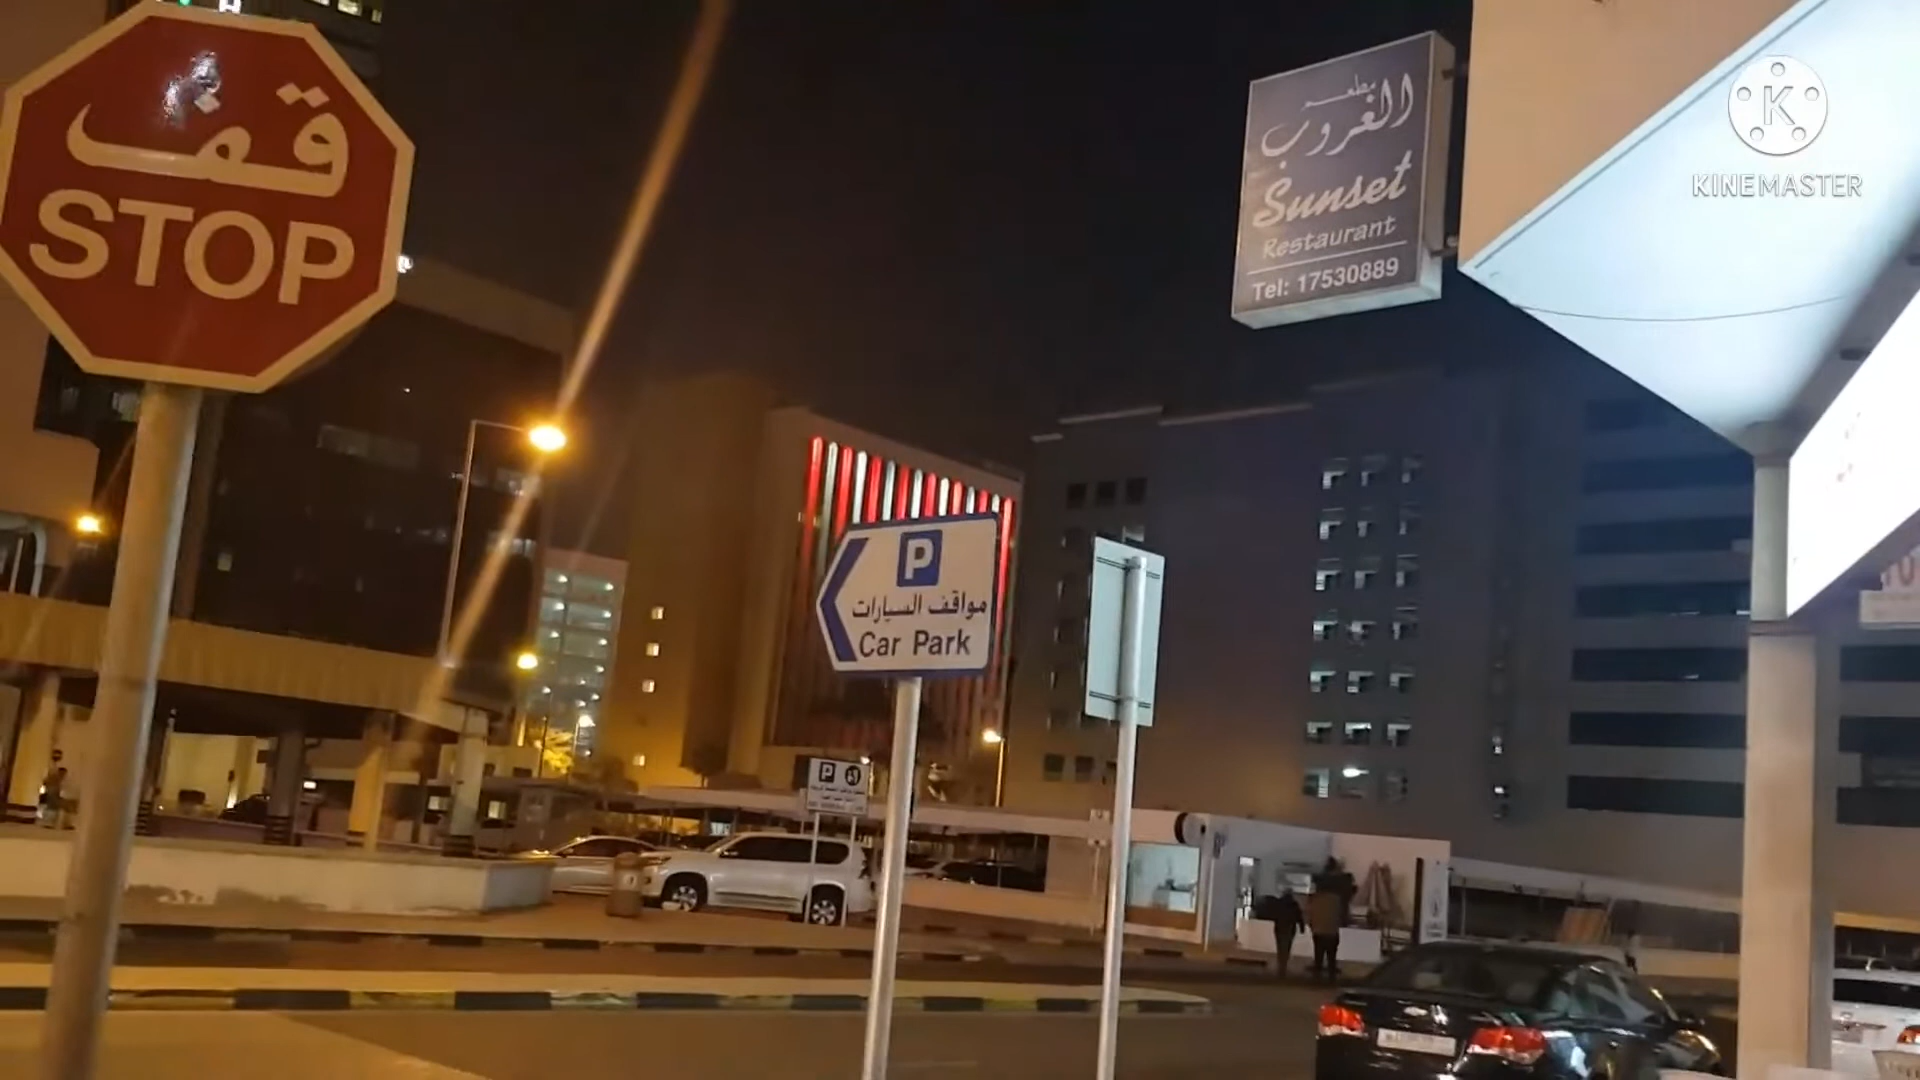 قف
STOP
مطعم
الغروب
Sunset
Restaurant
Tel: 17530889
K
KINEMASTER
P
مواقف السيارات
Car Park
P